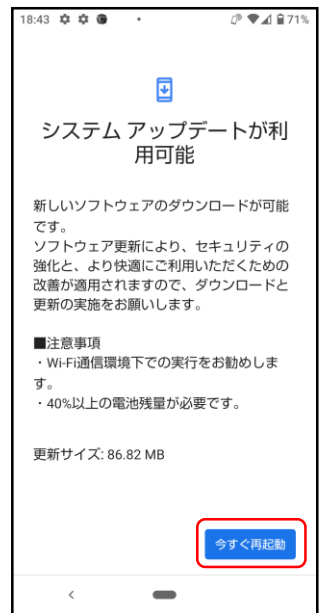 18:43
71%
システム アップデートが利
用可能
新しいソフトウェアのダウンロードが可能
です。
ソフトウェア更新により、セキュリティの
強化と、より快適にご利用いただくための
改善が適用されますので、ダウンロードと
更新の実施をお願いします。
■注意事項
・Wi-Fi通信環境下での実行をお勧めしま
す。
・40%以上の電池残量が必要です。
更新サイズ: 86.82 MB
今すぐ再起動